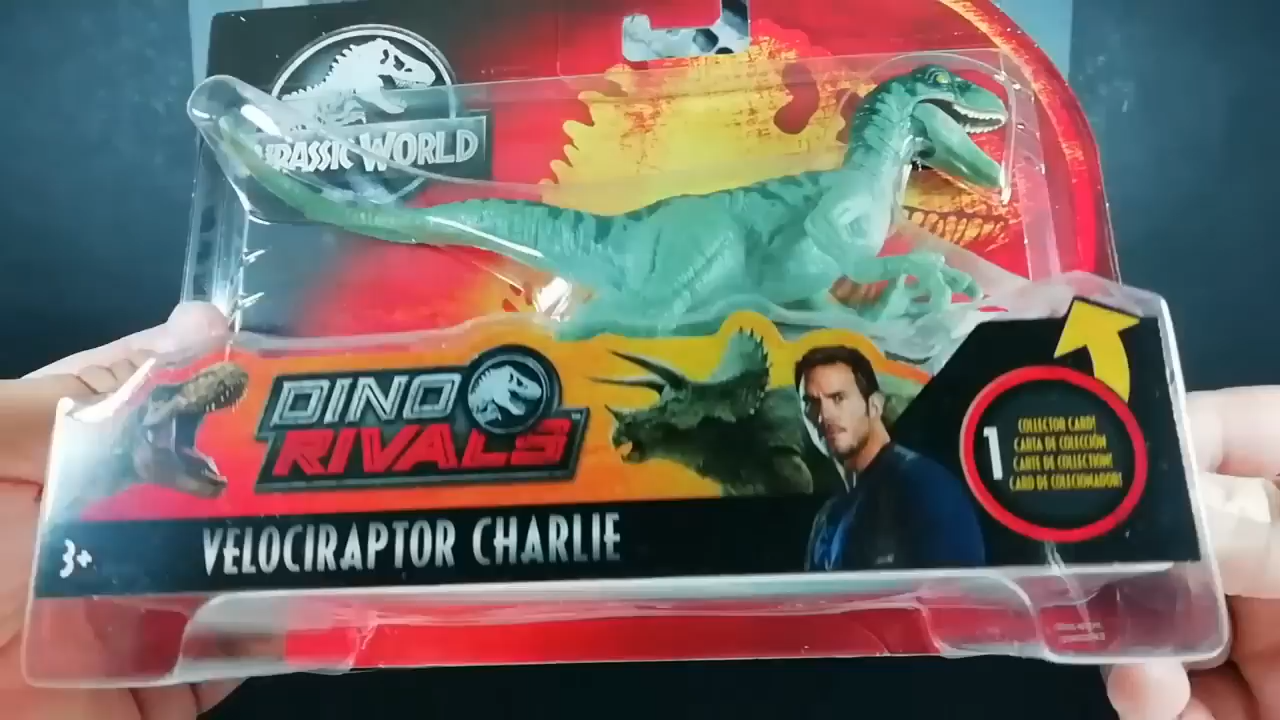 JURASSIC WORLD
DINO
RIVALS
™
VELOCIRAPTOR CHARLIE
3+
1
COLLECTOR CARD!
CARTA DE COLECCIÓN
CARTE DE COLLECTION!
CARD DE COLECIONADOR!